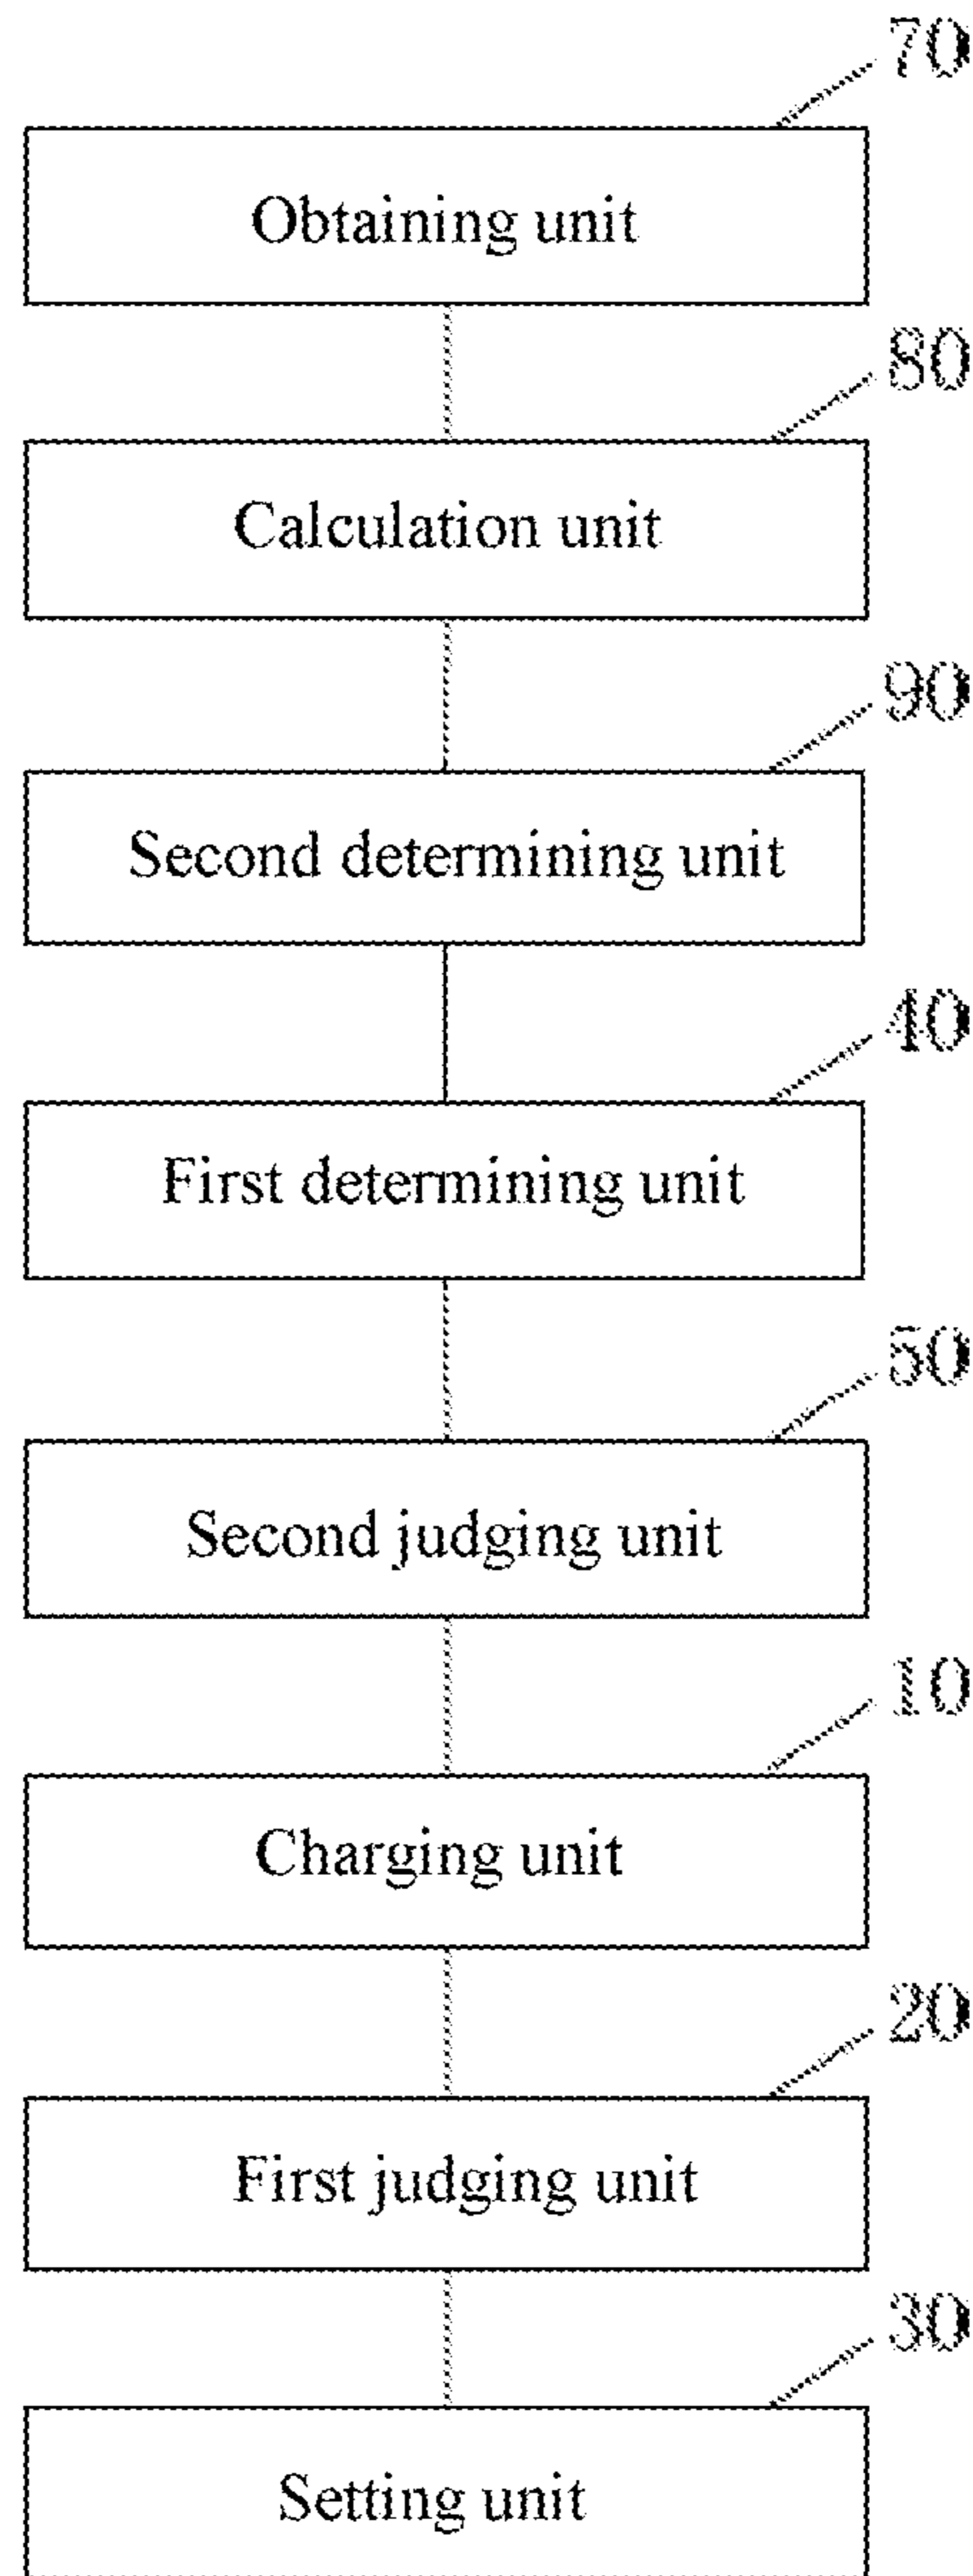 70
Obtaining unit
80
Calculation unit
90
Second determining unit
40
First determining unit
50
Second judging unit
10
Charging unit
20
First judging unit
30
Setting unit